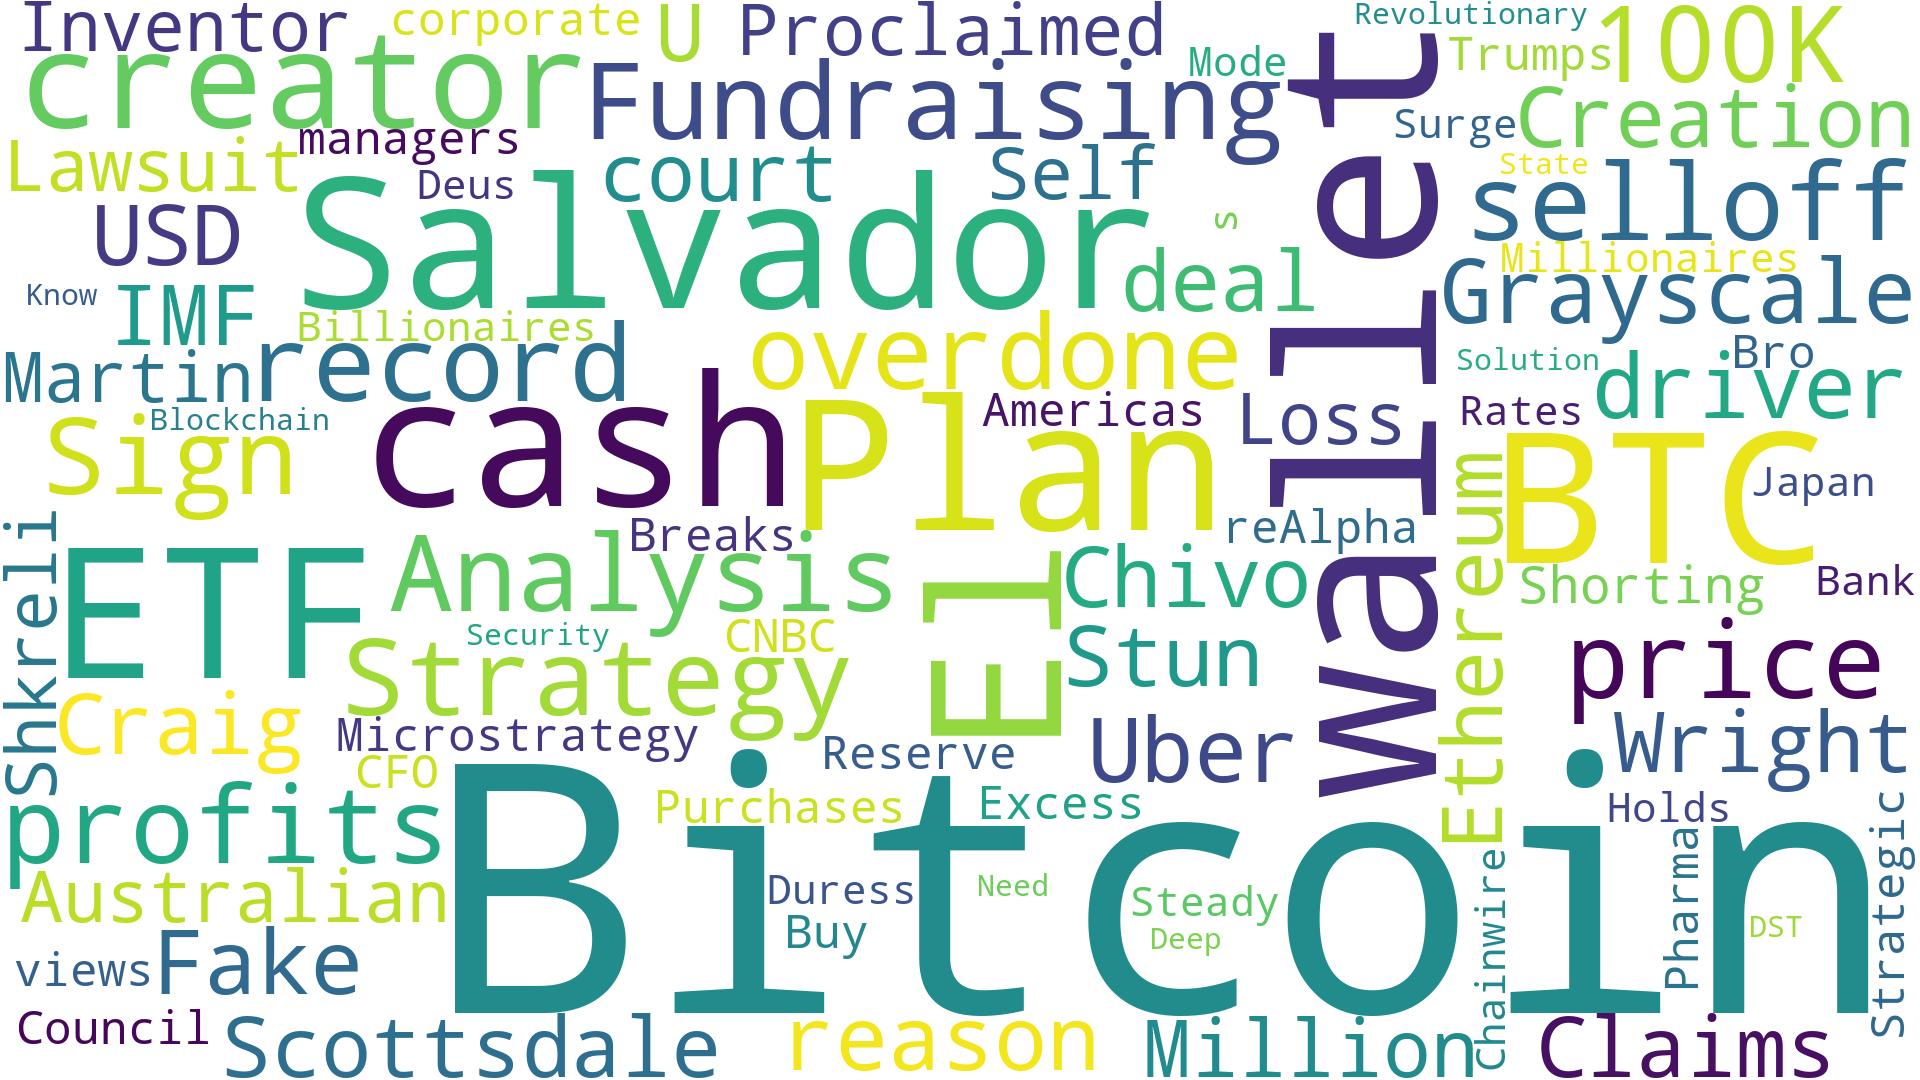 Inventor
corporate
U
Proclaimed
Revolutionary
100K
creator
Fundraising
Mode
wallet
Trumps
Creation
Surge
Lawsuit
managers
court
Self
State
selloff
Deus
Salvador
USD
s
deal
Millionaires
Grayscale
Know
IMF
Billionaires
record
overdone
Martin
Solution
Bro
driver
Blockchain
Sign
cash
Plan
Americas
Loss
Rates
BTC
Japan
Ethereum
Shkreli
ETF
Analysis
Breaks
El
reAlpha
Chivo
Shorting
Bank
Security
CNBC
Strategy
Stun
price
Craig
Microstrategy
Reserve
Uber
Wright
CFO
profits
Bitcoin
Purchases
Excess
Holds
Strategic
Pharma
Chainwire
Australian
Duress
Need
Steady
Buy
Deep
DST
views
Fake
Council
Scottsdale
reason
Million
Claims